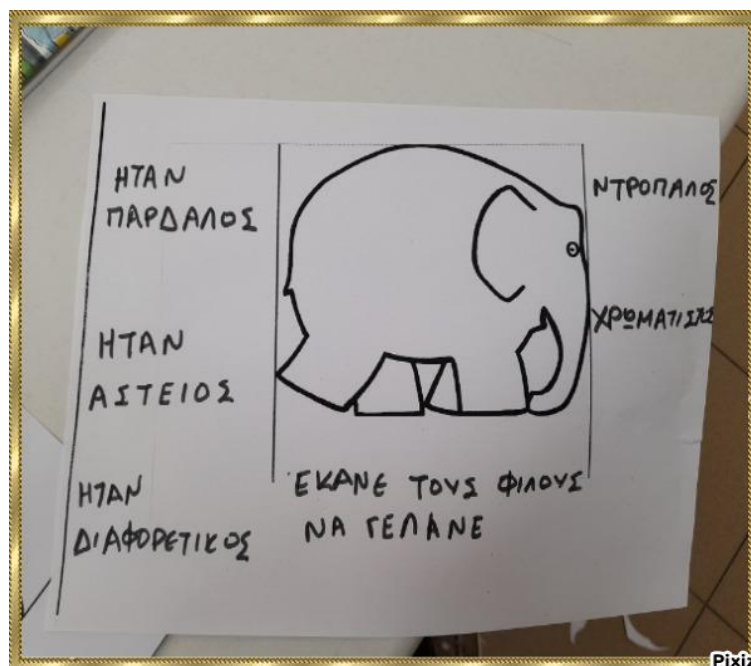 ΗΤΑΝ
ΠΑΡΔΑΛΟΣ
ΝΤΡΟΠΑΛΟΣ
ΗΤΑΝ
ΑΣΤΕΙΟΣ
ΧΡΩΜΑΤΙΣΤΟΣ
ΗΤΑΝ
ΔΙΑΦΟΡΕΤΙΚΟΣ
ΕΚΑΝΕ ΤΟΥΣ ΦΙΛΟΥΣ
ΝΑ ΓΕΛΑΝΕ